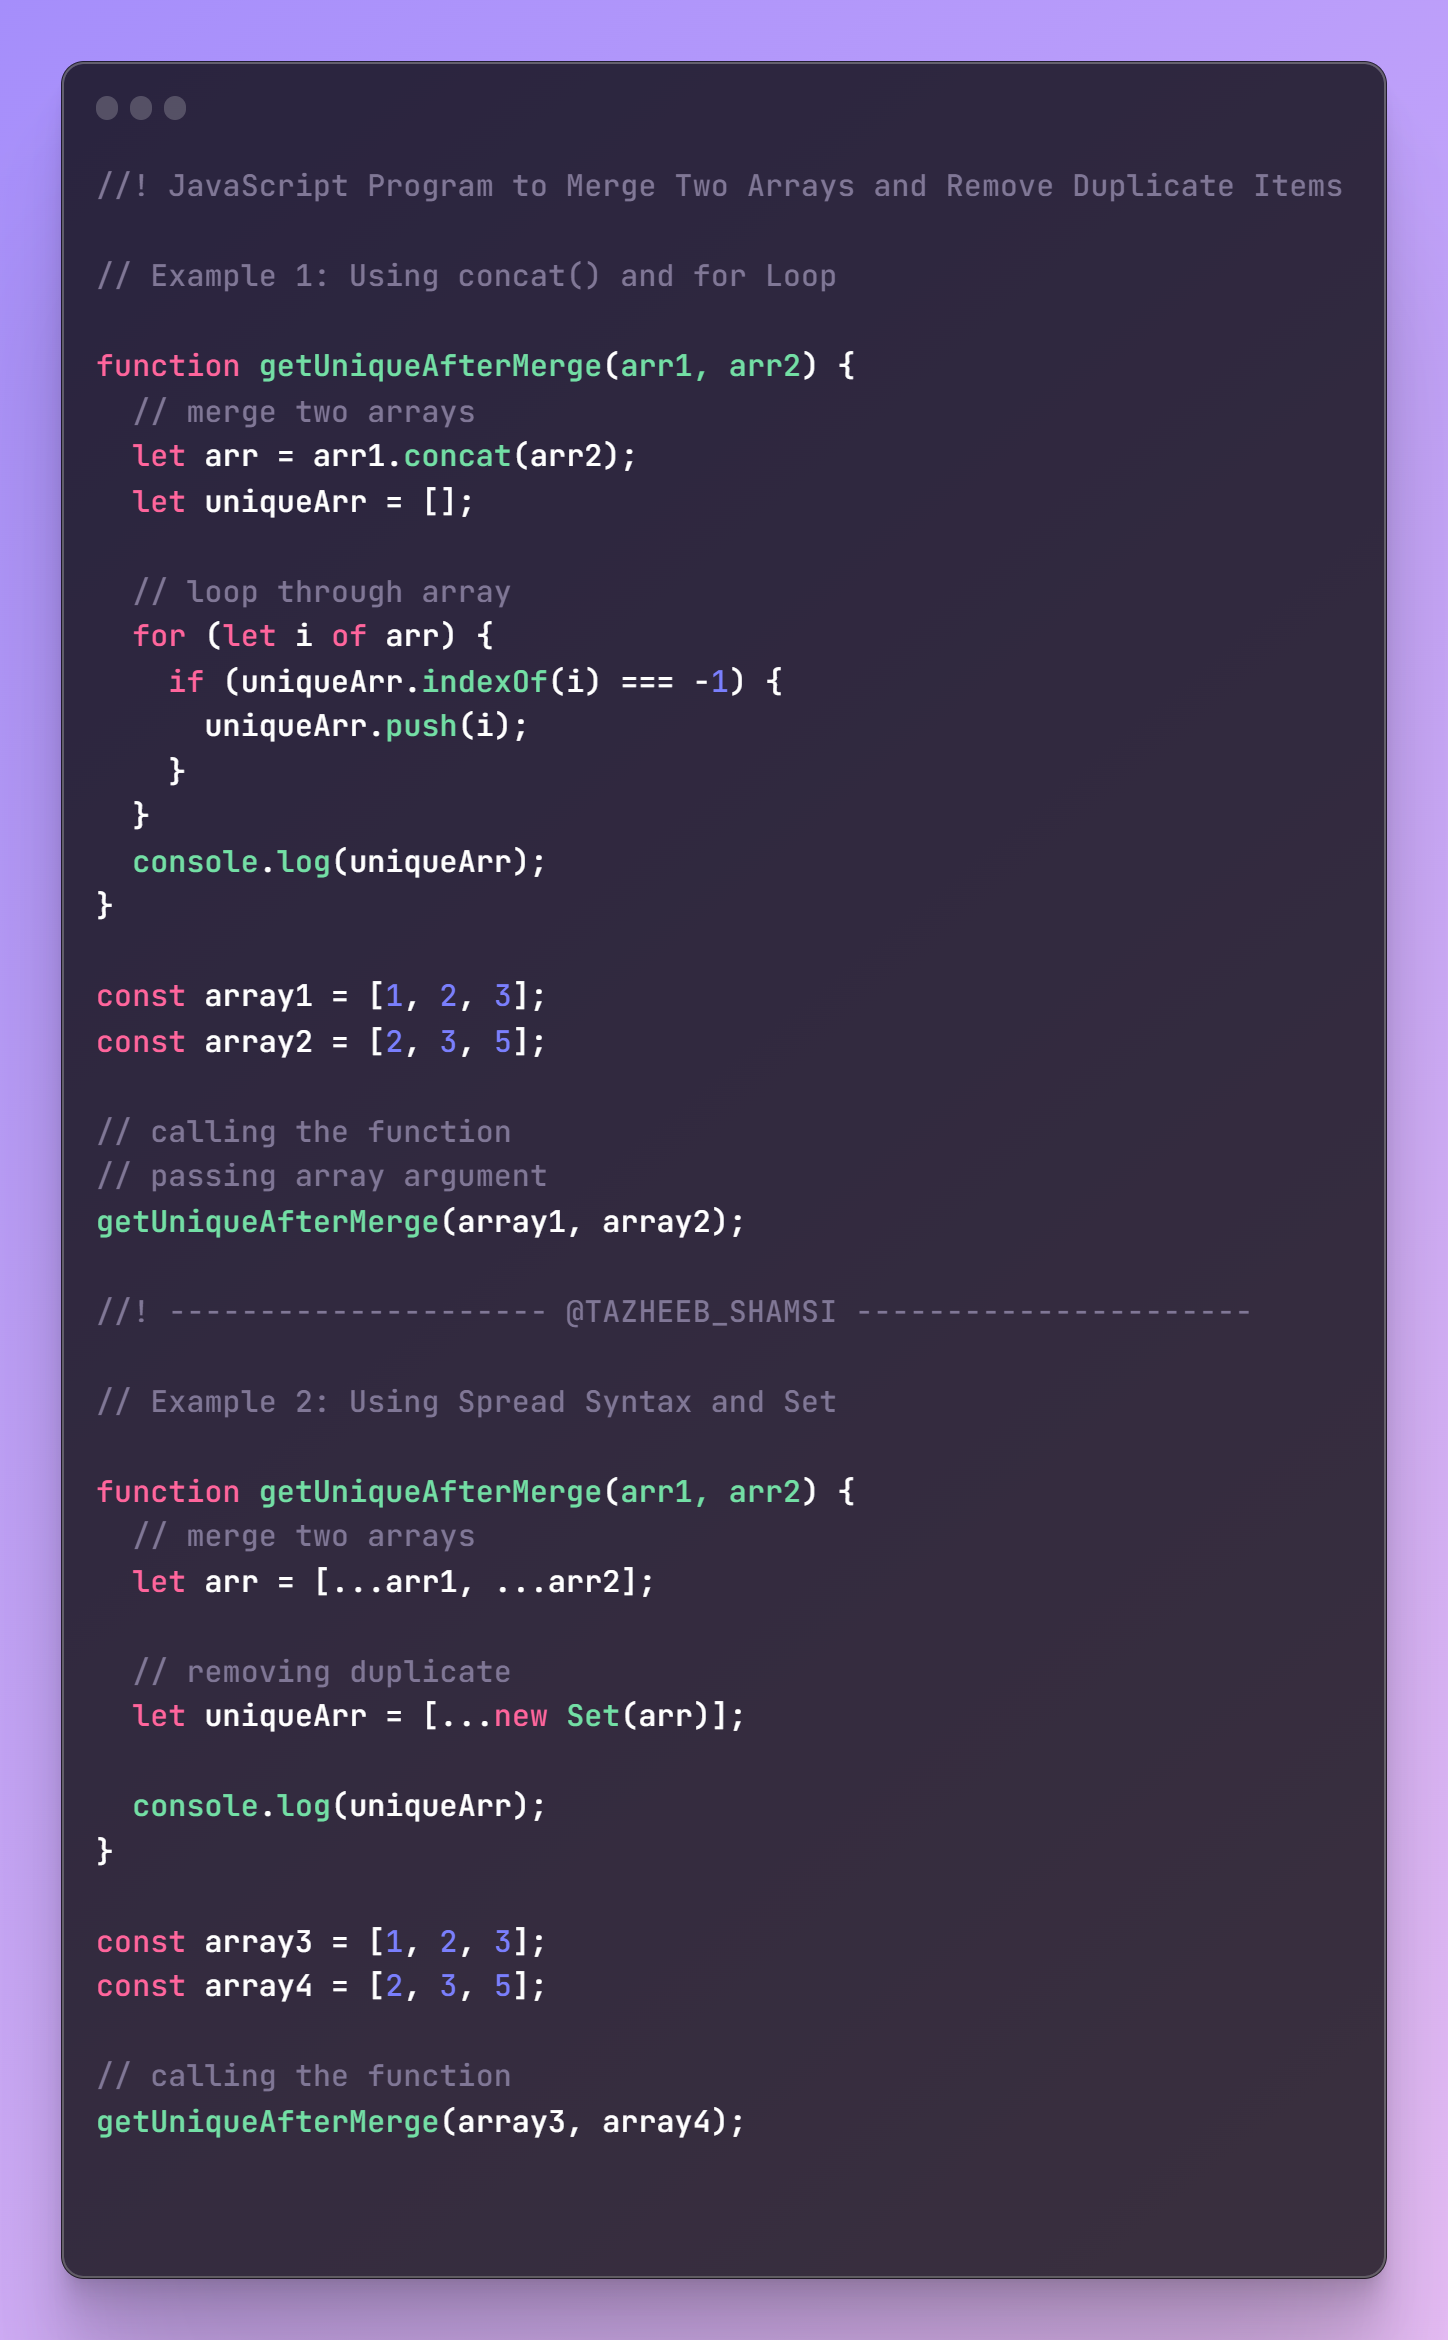 //! JavaScript Program to Merge Two Arrays and Remove Duplicate Items

// Example 1: Using concat() and for Loop

function getUniqueAfterMerge(arr1, arr2) {
  // merge two arrays
  let arr = arr1.concat(arr2);
  let uniqueArr = [];

  // loop through array
  for (let i of arr) {
    if (uniqueArr.indexOf(i) === -1) {
      uniqueArr.push(i);
    }
  }
  console.log(uniqueArr);
}

const array1 = [1, 2, 3];
const array2 = [2, 3, 5];

// calling the function
// passing array argument
getUniqueAfterMerge(array1, array2);

//! --------------------- @TAZHEEB_SHAMSI ----------------------

// Example 2: Using Spread Syntax and Set

function getUniqueAfterMerge(arr1, arr2) {
  // merge two arrays
  let arr = [...arr1, ...arr2];

  // removing duplicate
  let uniqueArr = [...new Set(arr)];

  console.log(uniqueArr);
}

const array3 = [1, 2, 3];
const array4 = [2, 3, 5];

// calling the function
getUniqueAfterMerge(array3, array4);